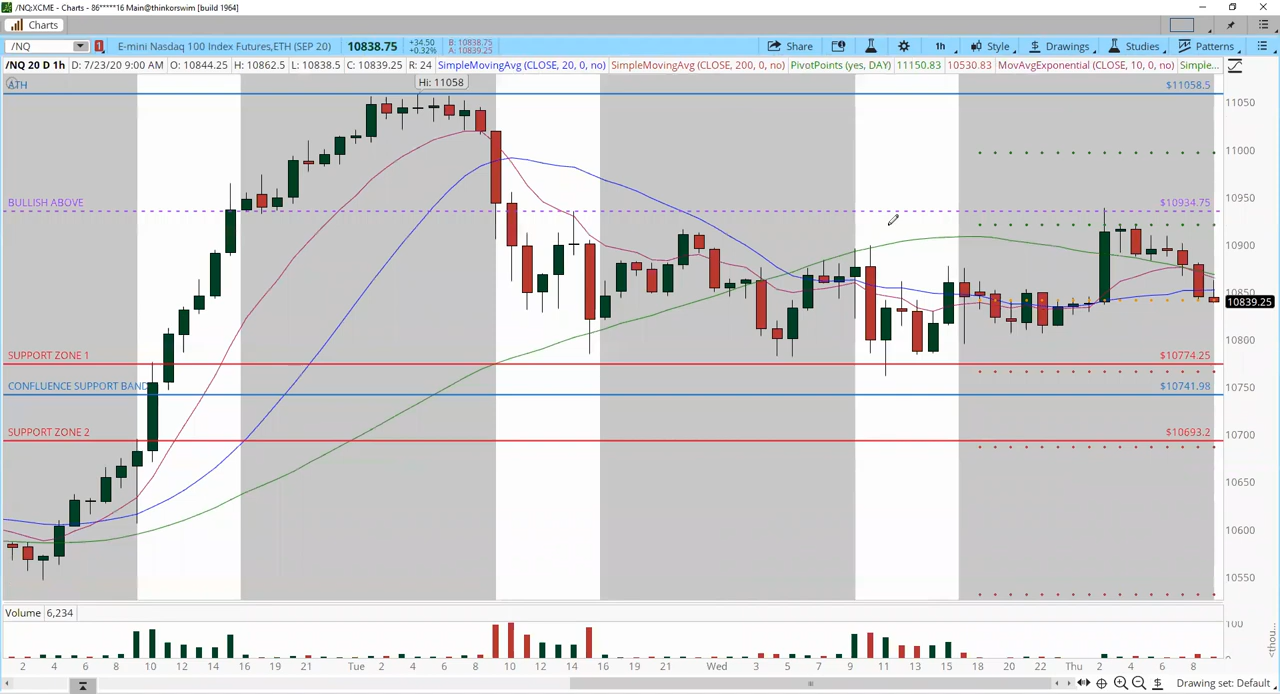 /NQ:XCME - Charts - 86*****16 Main@thinkorswim [build 1964]
Charts
/NQ 1 E-mini Nasdaq 100 Index Futures,ETH (SEP 20) 10838.75 +34.50 +0.32% B: 10838.75 A: 10839.25 Share 1h Style Drawings Studies Patterns
/NQ 20 D 1h D: 7/23/20 9:00 AM O: 10844.25 H: 10862.5 L: 10838.5 C: 10839.25 R: 24 SimpleMovingAvg (CLOSE, 20, 0, no) SimpleMovingAvg (CLOSE, 200, 0, no) PivotPoints (yes, DAY) 11150.83 10530.83 MovAvgExponential (CLOSE, 10, 0, no) Simple...
Hi: 11058
ATH $11058.5
11050
11000
10950
BULLISH ABOVE $10934.75
10900
10850
10839.25
10800
SUPPORT ZONE 1 $10774.25
10750
CONFLUENCE SUPPORT BAND $10741.98
10700
SUPPORT ZONE 2 $10693.2
10650
10600
10550
Volume 6,234
100
<thou...
2 4 6 8 10 12 14 16 19 21 Tue 2 4 6 8 10 12 14 16 19 21 Wed 3 5 7 9 11 13 15 18 20 22 Thu 2 4 6 8
Drawing set: Default